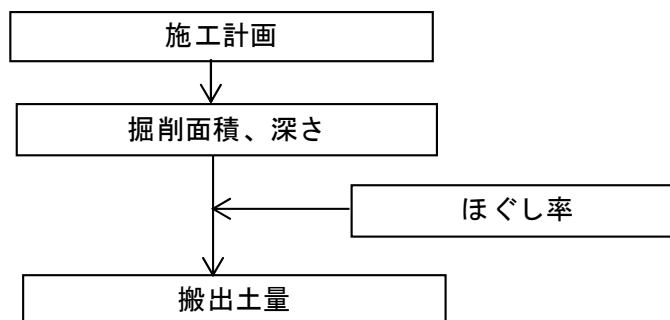 施工計画
掘削面積、深さ
ほぐし率
搬出土量